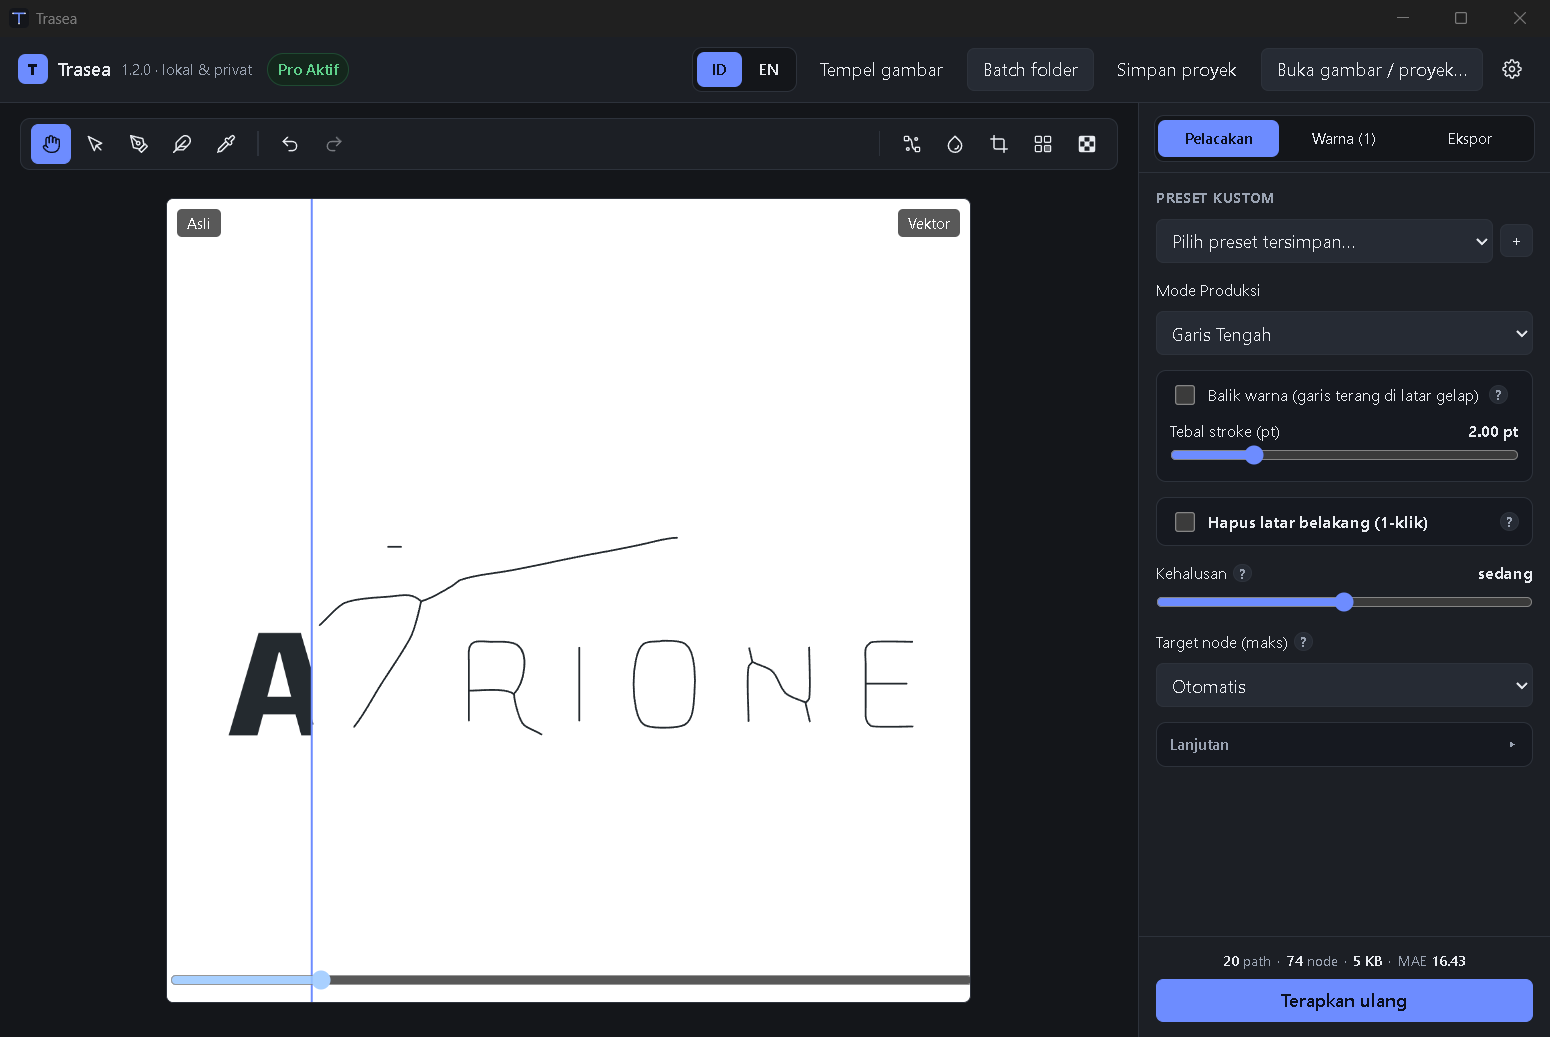 Trasea
T Trasea 1.2.0 · lokal & privat Pro Aktif ID EN Tempel gambar Batch folder Simpan proyek Buka gambar / proyek...
Pelacakan Warna (1) Ekspor
PRESET KUSTOM
Pilih preset tersimpan... +
Mode Produksi
Garis Tengah
Balik warna (garis terang di latar gelap) ?
Tebal stroke (pt) 2.00 pt
Hapus latar belakang (1-klik) ?
Kehalusan ? sedang
Target node (maks) ?
Otomatis
Lanjutan
20 path · 74 node · 5 KB · MAE 16.43
Terapkan ulang
Asli Vektor
A RIONE